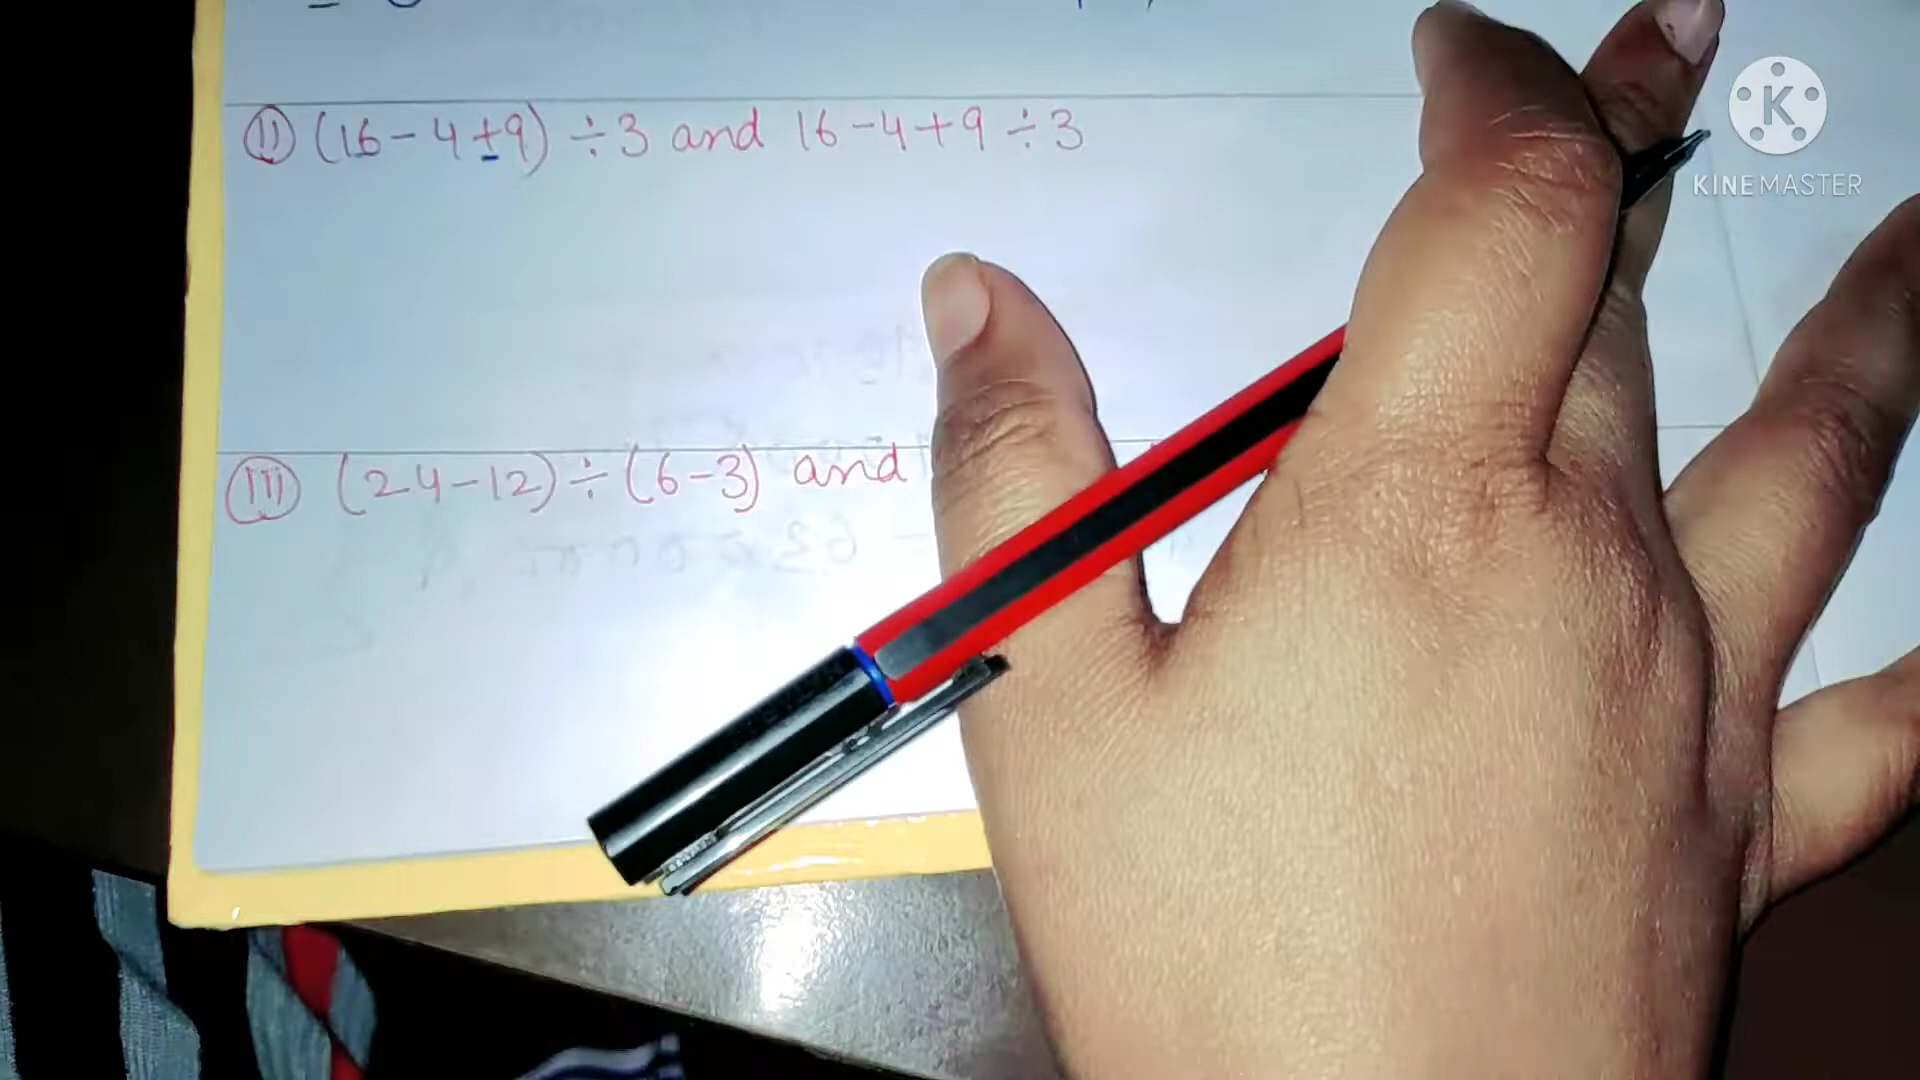 (II) (16-4+9) ÷ 3 and 16-4+9÷3
KINEMASTER
(III) (24-12) ÷ (6-3) and